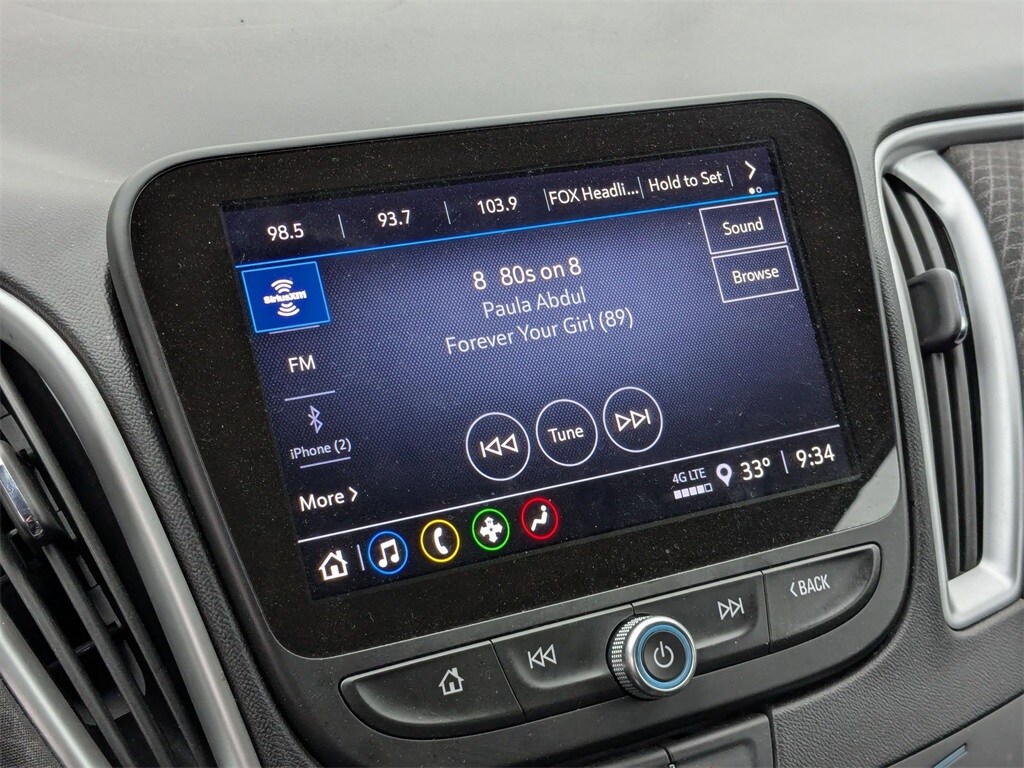 98.5 93.7 103.9 FOX Headli... Hold to Set
SiriusXM
8 80s on 8
Sound
Paula Abdul
Browse
Forever Your Girl (89)
FM
iPhone (2)
Tune
More
4G LTE 33° 9:34
BACK